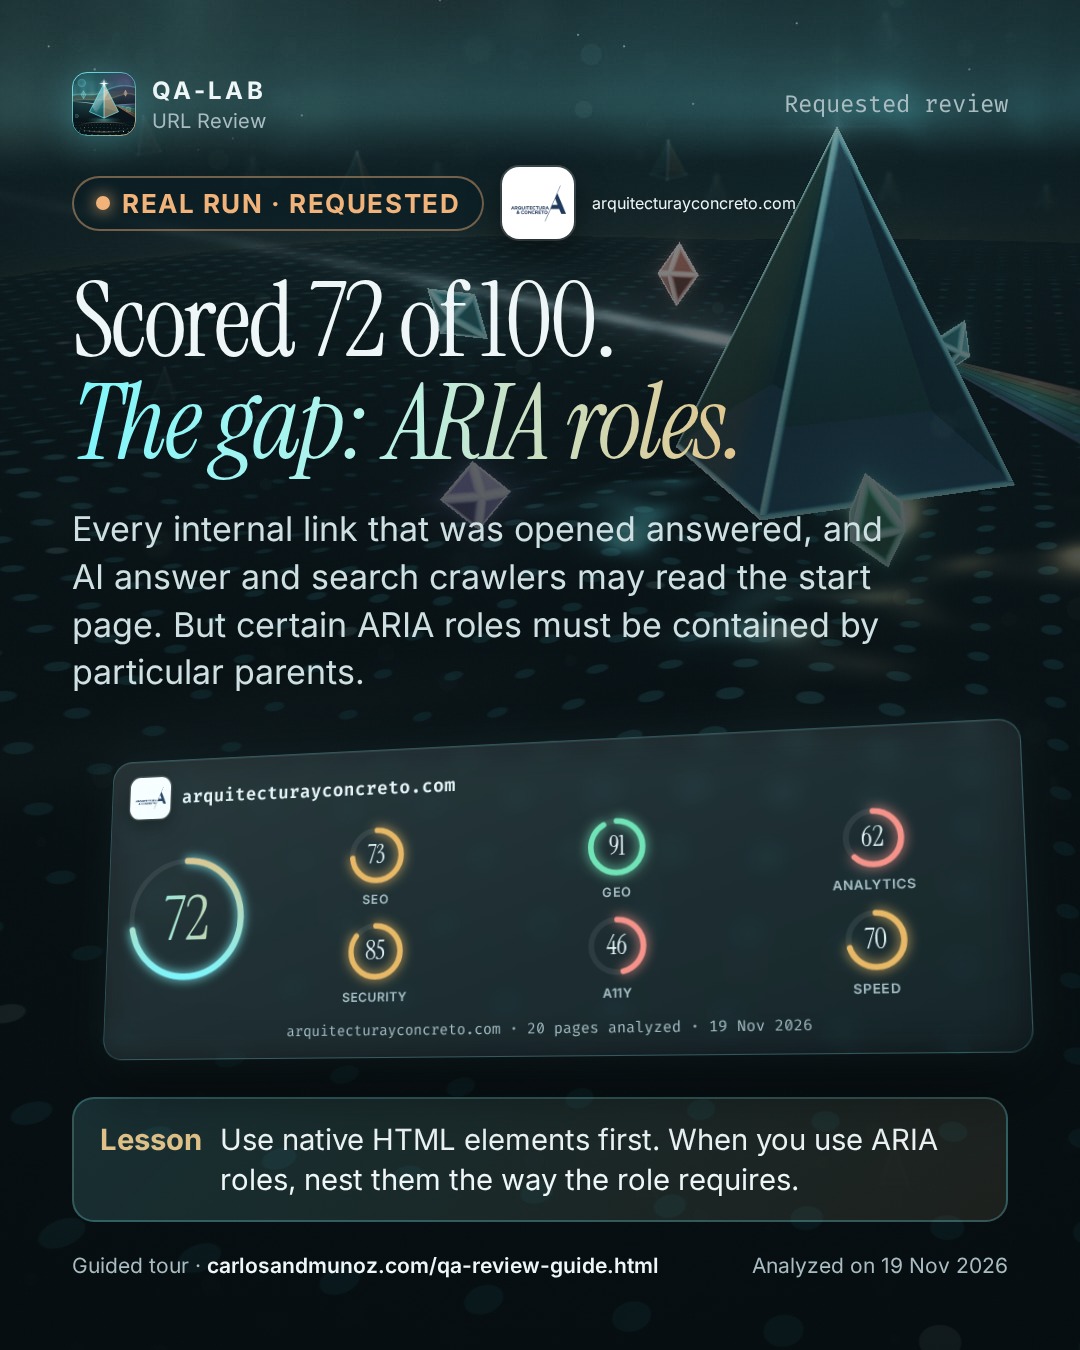 QA-LAB
URL Review
Requested review
REAL RUN · REQUESTED
ARQUITECTURA
& CONCRETO
arquitecturayconcreto.com
Scored 72 of 100.
The gap: ARIA roles.
Every internal link that was opened answered, and
AI answer and search crawlers may read the start
page. But certain ARIA roles must be contained by
particular parents.
arquitecturayconcreto.com
72
73
SEO
91
GEO
62
ANALYTICS
85
SECURITY
46
A11Y
70
SPEED
arquitecturayconcreto.com · 20 pages analyzed · 19 Nov 2026
Lesson Use native HTML elements first. When you use ARIA
roles, nest them the way the role requires.
Guided tour · carlosandmunoz.com/qa-review-guide.html
Analyzed on 19 Nov 2026